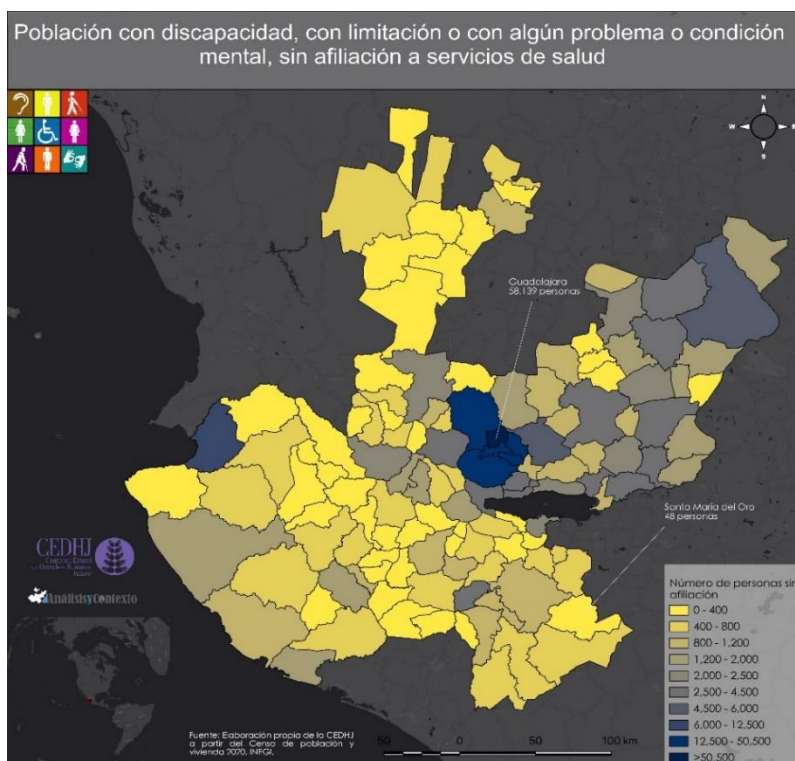 Población con discapacidad, con limitación o con algún problema o condición
mental, sin afiliación a servicios de salud
N
W
E
S
Guadalajara
58,139 personas
Santa María del Oro
48 personas
CEDHJ
AnálisisyContexto
Número de personas sin
afiliación
0 - 400
400 - 800
800 - 1,200
1,200 - 2,000
2,000 - 2,500
2,500 - 4,500
4,500 - 6,000
6,000 - 12,500
12,500 - 50,500
>50,500
Fuente: Elaboración propia de la CEDHJ
a partir del Censo de población y
vivienda 2020, INEGI.
50 0 50 100 km